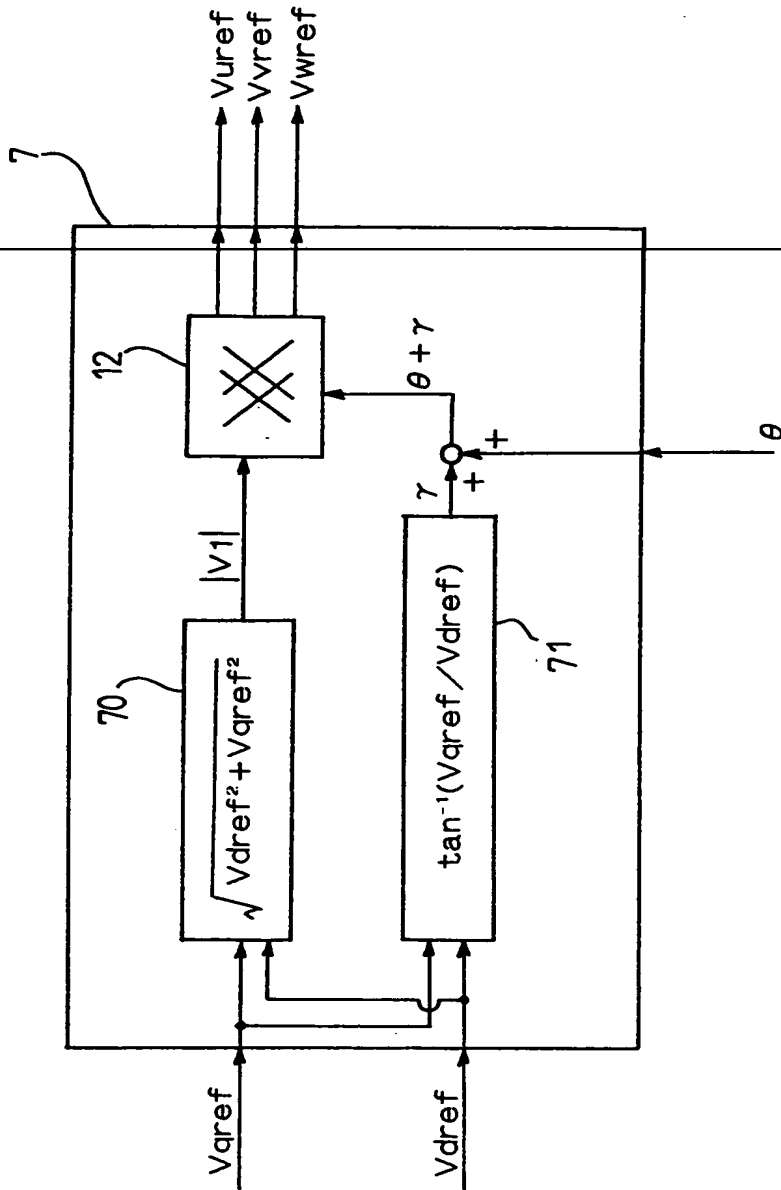 7
Vqref
Vdref
70
√Vdref²+Vqref²
|V1|
12
Vuref
Vvref
Vwref
tan⁻¹(Vqref/Vdref)
71
γ
+
+
θ+γ
θ